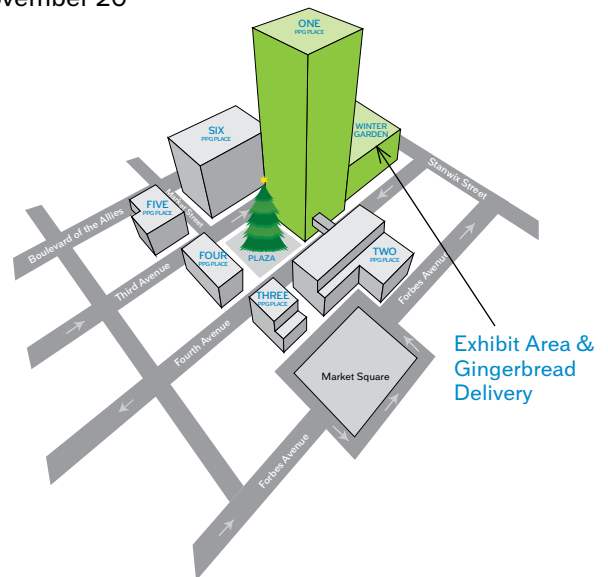 ONE
PPG PLACE
WINTER
GARDEN
SIX
PPG PLACE
Stanwix Street
Market Street
FIVE
PPG PLACE
Boulevard of the Allies
FOUR
PPG PLACE
PLAZA
TWO
PPG PLACE
Third Avenue
THREE
PPG PLACE
Forbes Avenue
Fourth Avenue
Exhibit Area &
Gingerbread
Delivery
Market Square
Forbes Avenue